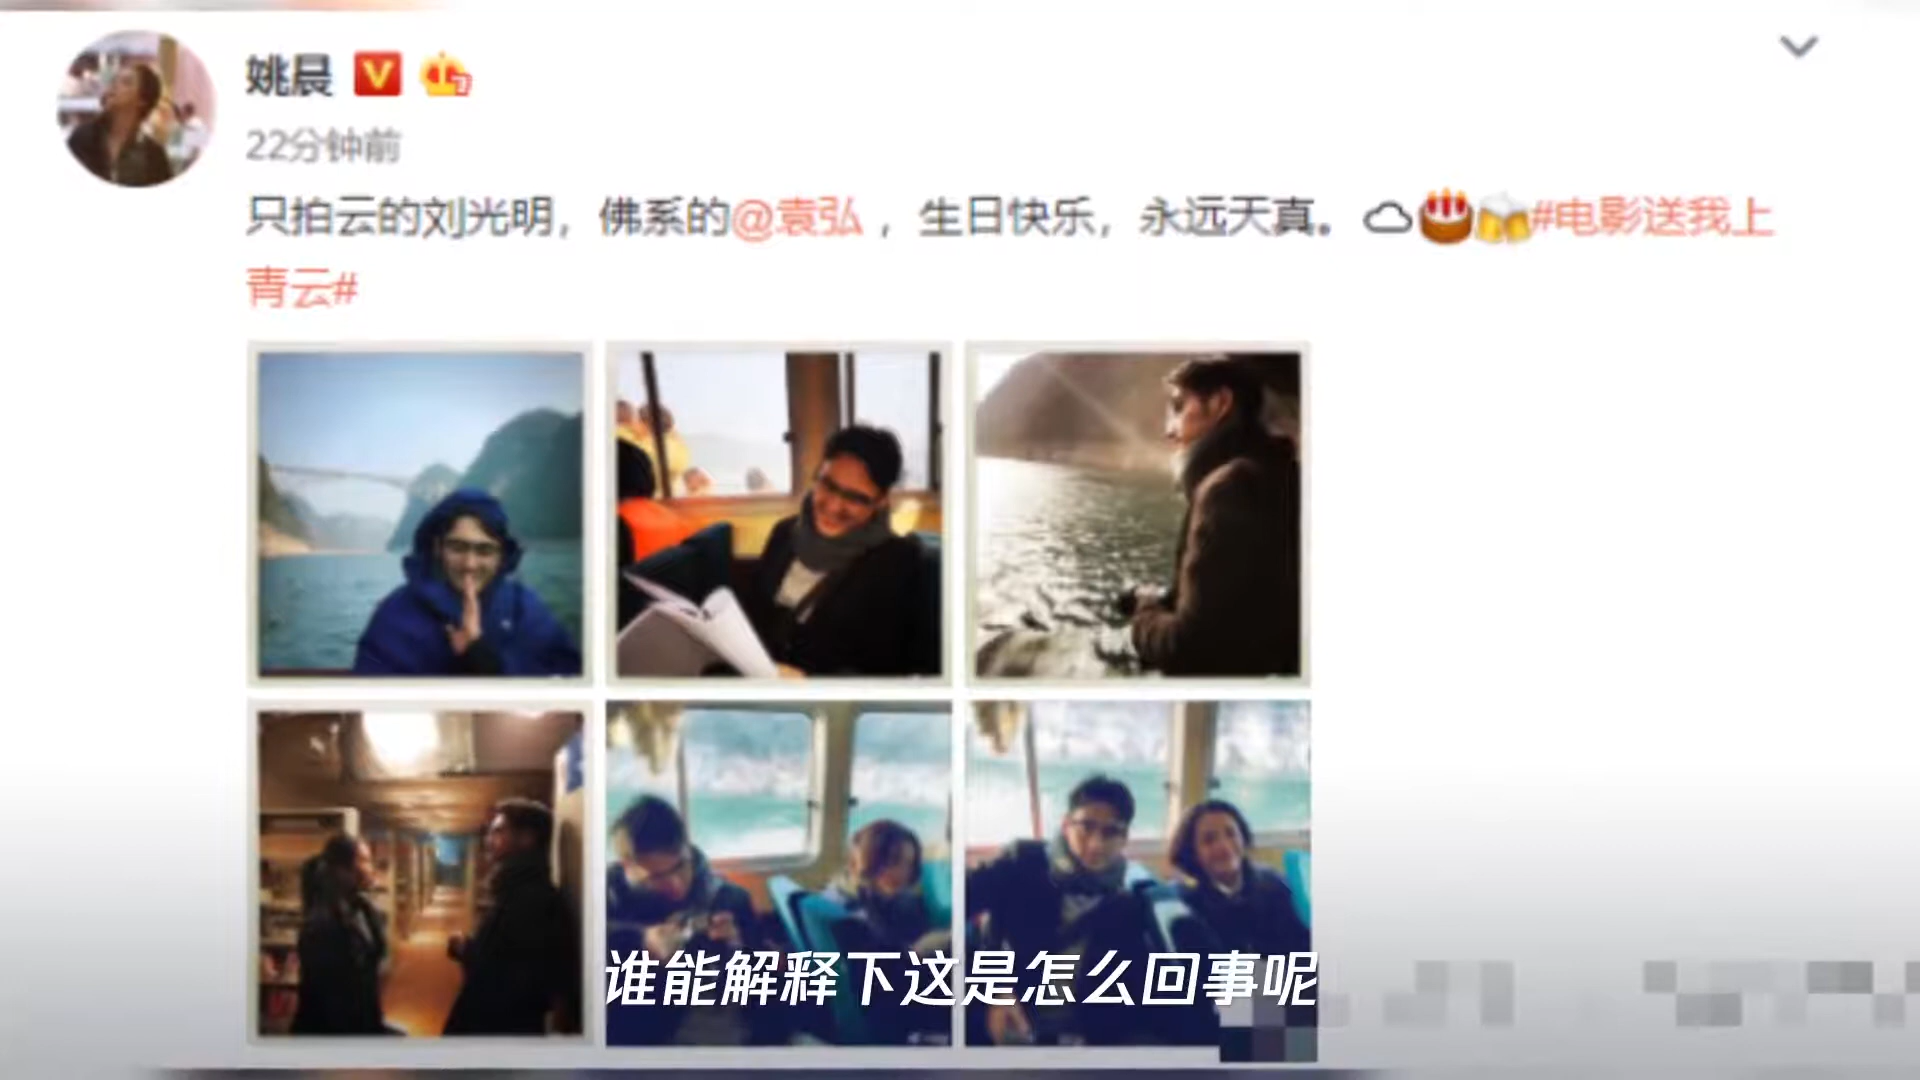 姚晨
22分钟前
只拍云的刘光明，佛系的@袁弘 ，生日快乐，永远天真。#电影送我上
青云#
谁能解释下这是怎么回事呢